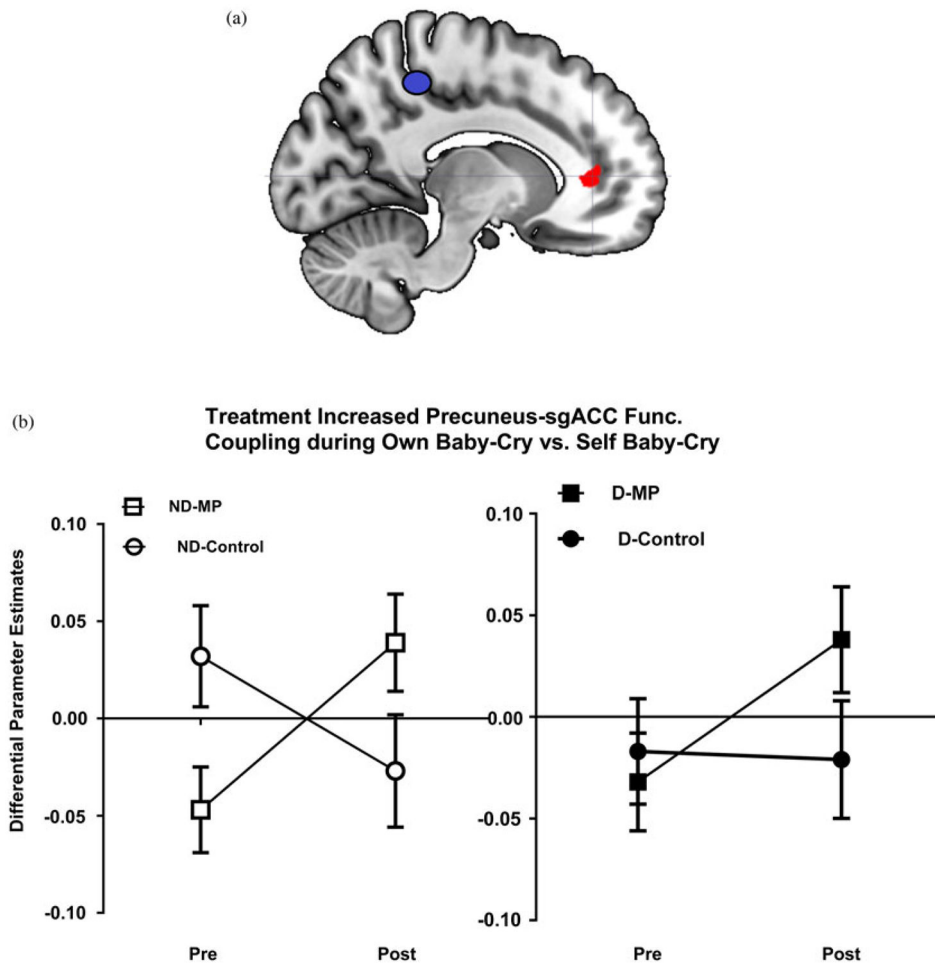 (a)
(b)
Treatment Increased Precuneus-sgACC Func.
Coupling during Own Baby-Cry vs. Self Baby-Cry
Differential Parameter Estimates
ND-MP
ND-Control
0.10
0.05
0.00
-0.05
-0.10
Pre
Post
D-MP
D-Control
0.10
0.05
0.00
-0.05
-0.10
Pre
Post